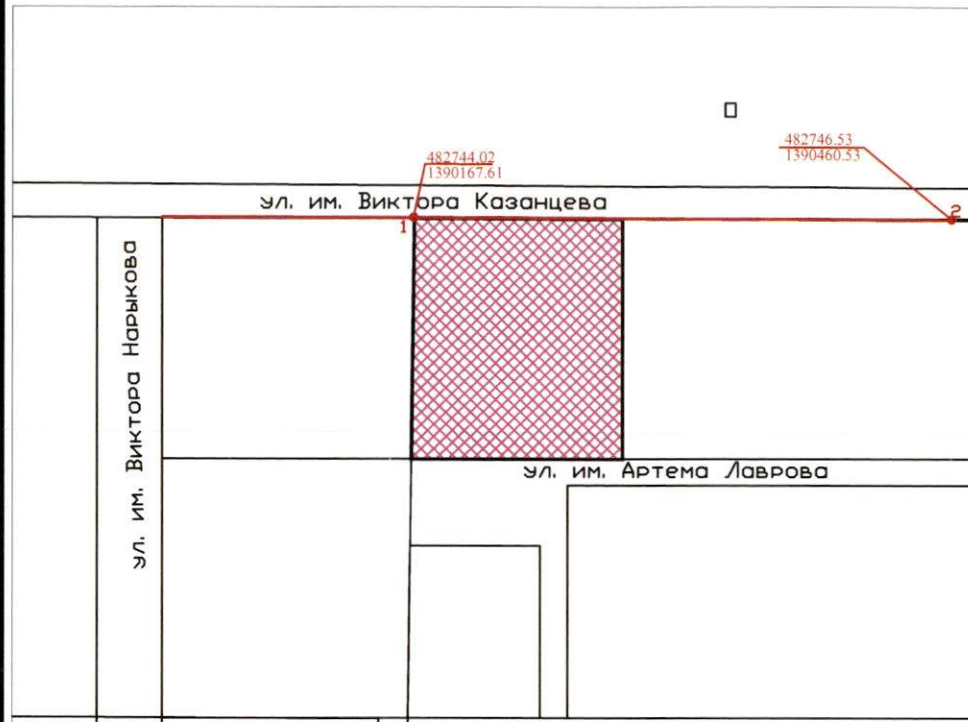 482746.53
1390460.53
482744.02
1390167.61
ул. им. Виктора Казанцева
1
2
ул. им. Виктора Нарыкова
ул. им. Артема Лаврова